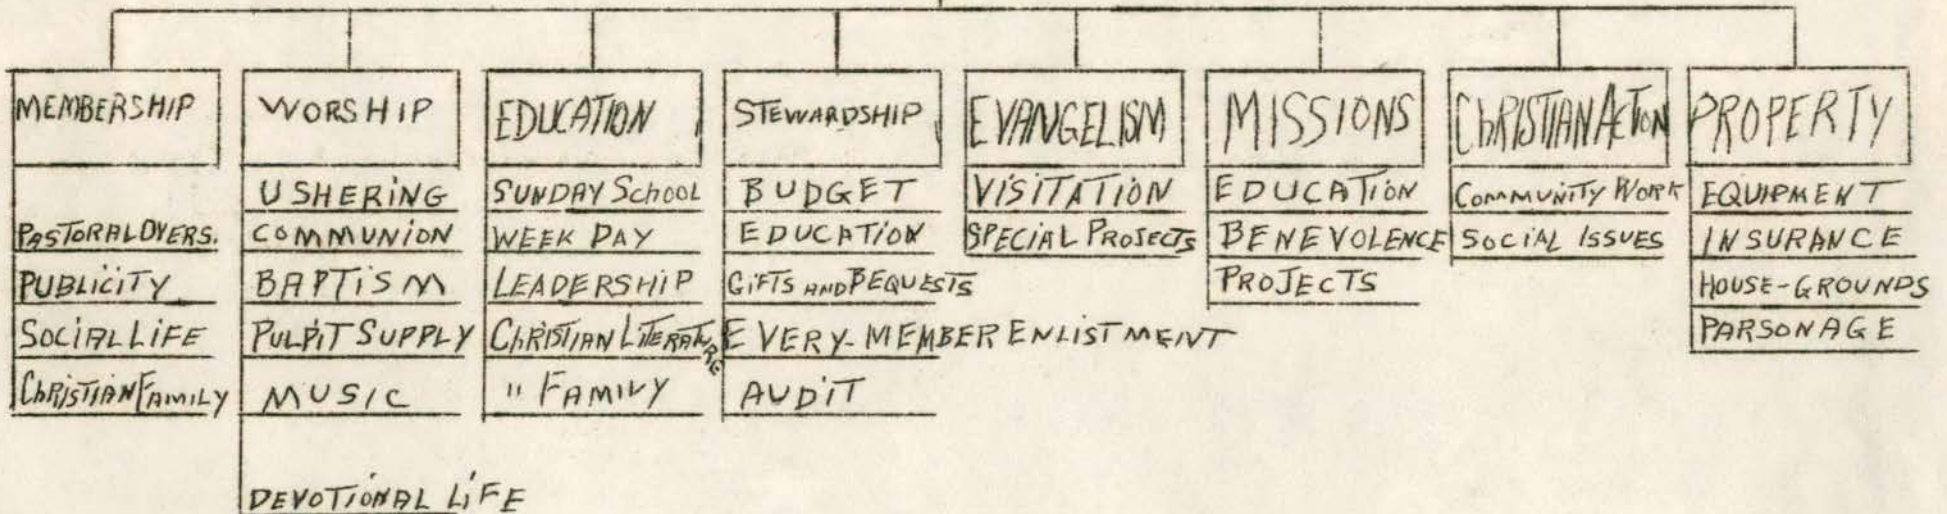 MEMBERSHIP
PASTORAL OVERS.
PUBLICITY
SOCIAL LIFE
CHRISTIAN FAMILY
WORSHIP
USHERING
COMMUNION
BAPTISM
PULPIT SUPPLY
MUSIC
DEVOTIONAL LIFE
EDUCATION
SUNDAY SCHOOL
WEEK DAY
LEADERSHIP
CHRISTIAN LITERATURE
" FAMILY
STEWARDSHIP
BUDGET
EDUCATION
GIFTS AND BEQUESTS
EVERY-MEMBER ENLISTMENT
AUDIT
EVANGELISM
VISITATION
SPECIAL PROJECTS
MISSIONS
EDUCATION
BENEVOLENCE
PROJECTS
CHRISTIAN ACTION
COMMUNITY WORK
SOCIAL ISSUES
PROPERTY
EQUIPMENT
INSURANCE
HOUSE-GROUNDS
PARSONAGE